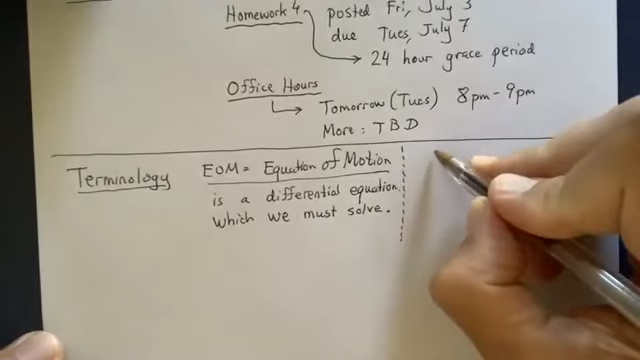 Homework 4
posted Fri, July 3
due Tues, July 7
24 hour grace period
Office Hours
Tomorrow (Tues) 8pm - 9pm
More : TBD
Terminology
EOM = Equation of Motion
is a differential equation
which we must solve.